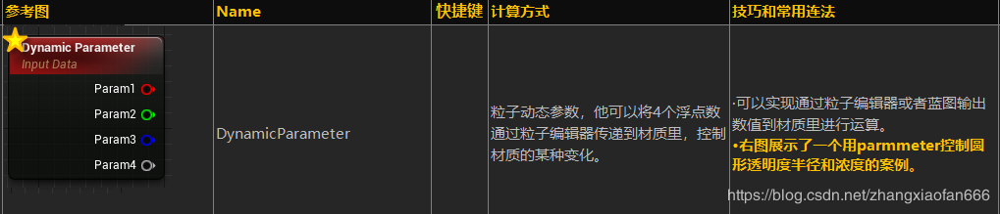 参考图
Name
快捷键
计算方式
技巧和常用连法
Dynamic Parameter
Input Data
Param1
Param2
Param3
Param4
DynamicParameter
粒子动态参数，他可以将4个浮点数
通过粒子编辑器传递到材质里，控制
材质的某种变化。
·可以实现通过粒子编辑器或者蓝图输出
数值到材质里进行运算。
•右图展示了一个用parmmeter控制圆
形透明度半径和浓度的案例。
https://blog.csdn.net/zhangxiaofan666